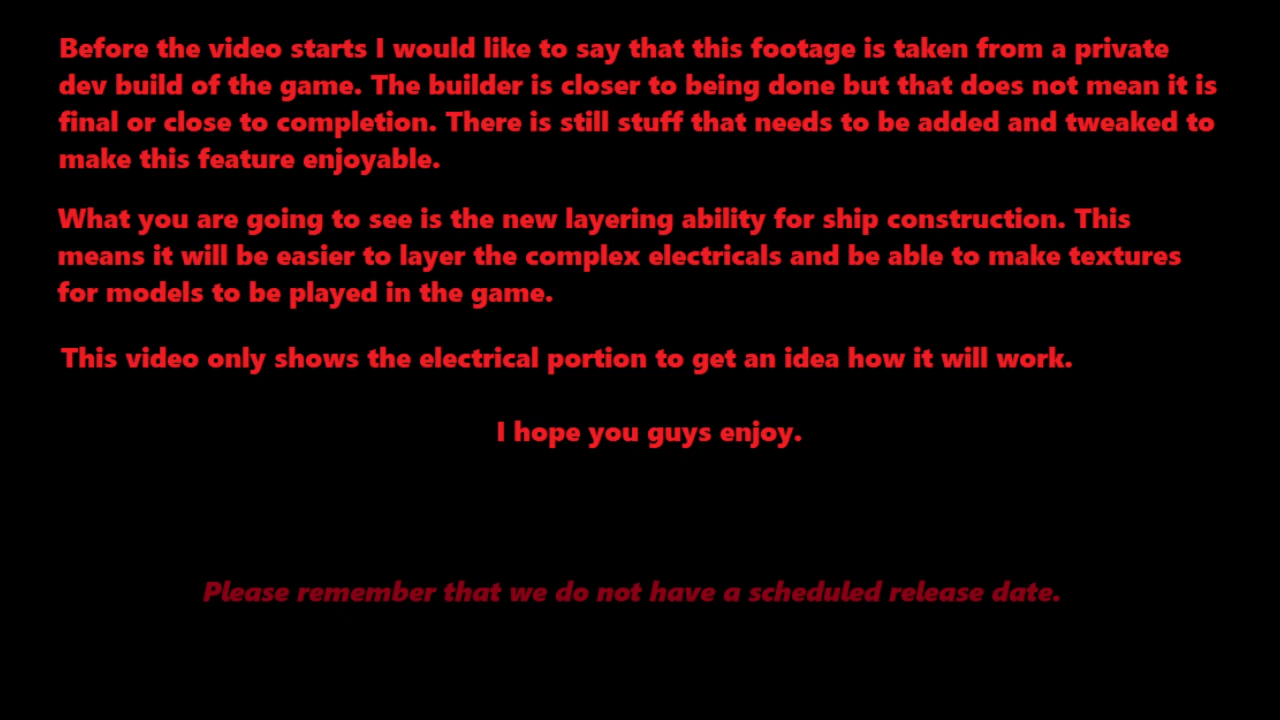 Before the video starts I would like to say that this footage is taken from a private
dev build of the game. The builder is closer to being done but that does not mean it is
final or close to completion. There is still stuff that needs to be added and tweaked to
make this feature enjoyable.
What you are going to see is the new layering ability for ship construction. This
means it will be easier to layer the complex electricals and be able to make textures
for models to be played in the game.
This video only shows the electrical portion to get an idea how it will work.
I hope you guys enjoy.
Please remember that we do not have a scheduled release date.